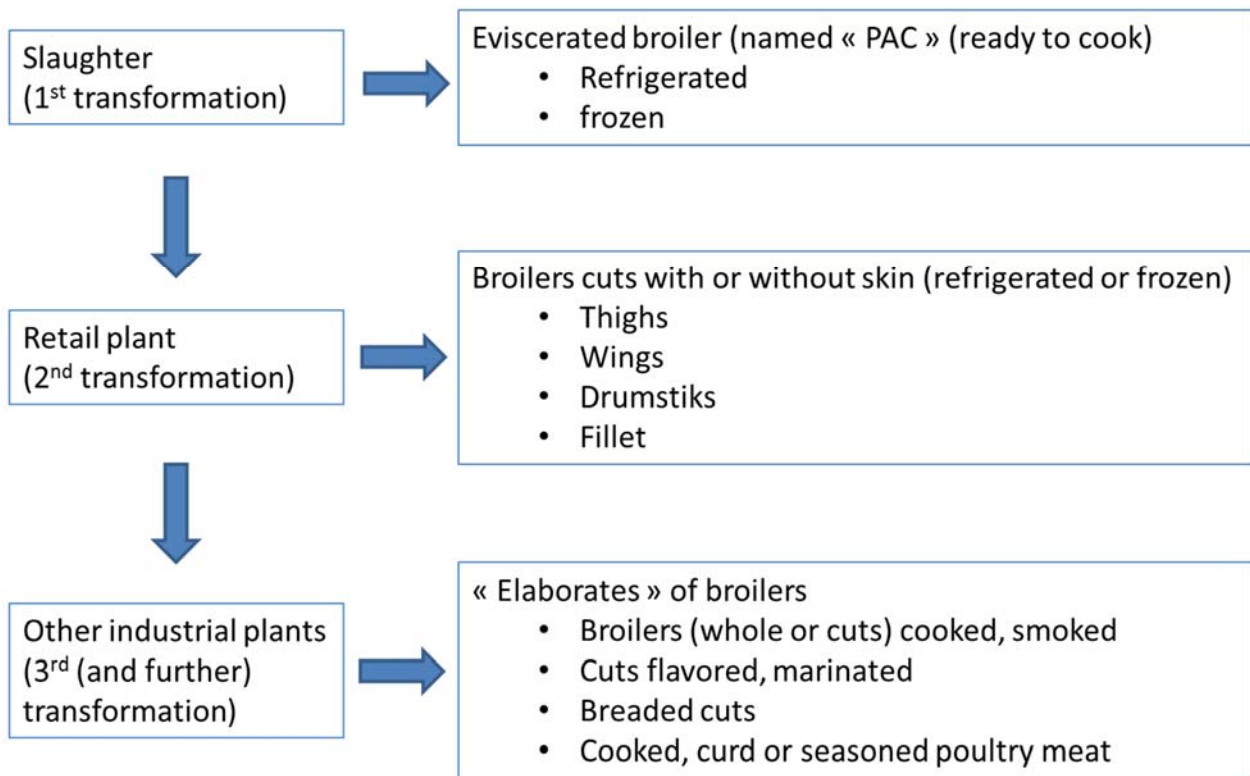 Slaughter
(1st transformation)
Eviscerated broiler (named « PAC » (ready to cook)
• Refrigerated
• frozen
Retail plant
(2nd transformation)
Broilers cuts with or without skin (refrigerated or frozen)
• Thighs
• Wings
• Drumstiks
• Fillet
Other industrial plants
(3rd (and further)
transformation)
« Elaborates » of broilers
• Broilers (whole or cuts) cooked, smoked
• Cuts flavored, marinated
• Breaded cuts
• Cooked, curd or seasoned poultry meat